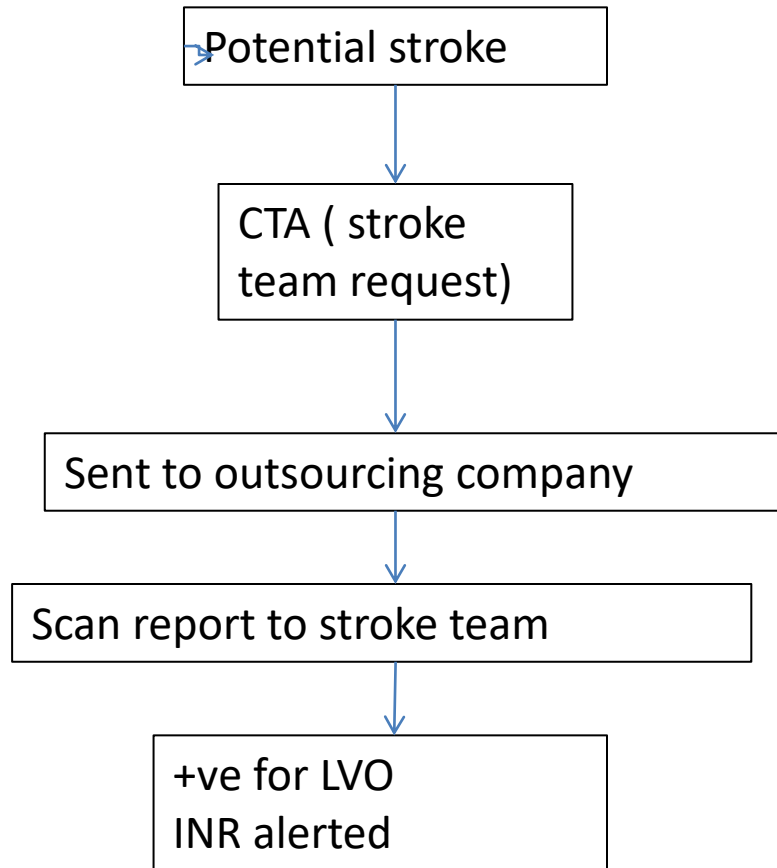 Potential stroke
CTA ( stroke
team request)
Sent to outsourcing company
Scan report to stroke team
+ve for LVO
INR alerted